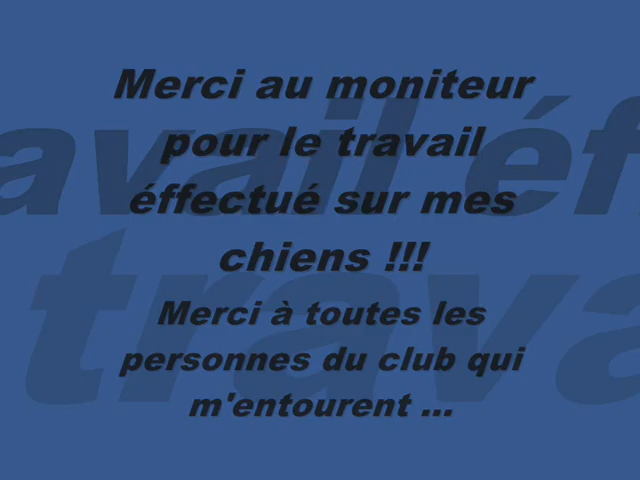 Merci au moniteur
pour le travail
éffectué sur mes
chiens !!!
Merci à toutes les
personnes du club qui
m'entourent ...